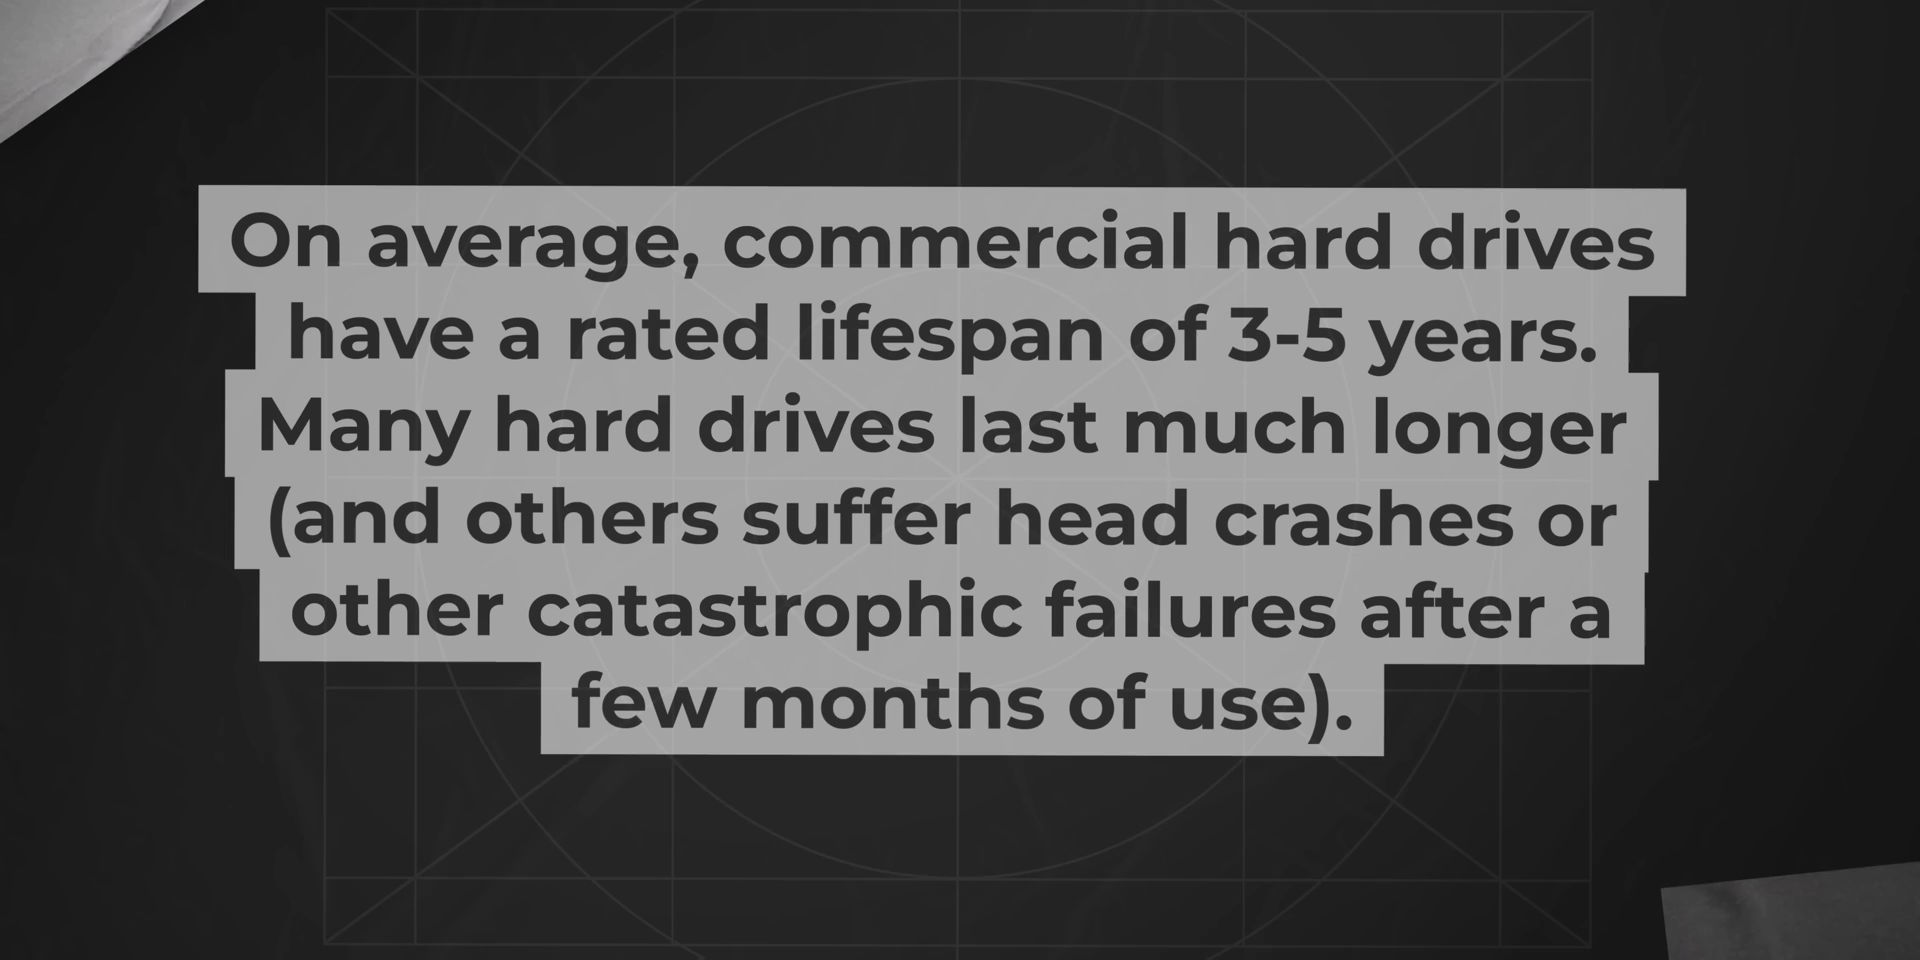 On average, commercial hard drives
have a rated lifespan of 3-5 years.
Many hard drives last much longer
(and others suffer head crashes or
other catastrophic failures after a
few months of use).